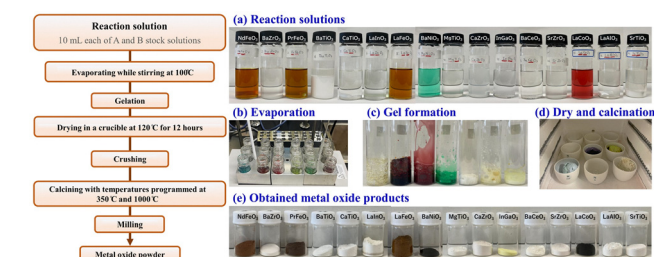 Reaction solution
10 mL each of A and B stock solutions
Evaporating while stirring at 100℃
Gelation
Drying in a crucible at 120℃ for 12 hours
Crushing
Calcining with temperatures programmed at
350℃ and 1000℃
Milling
Metal oxide powder
(a) Reaction solutions
NdFeO₃ BaZrO₃ PrFeO₃ BaTiO₃ CaTiO₃ LaInO₃ LaFeO₃ BaNiO₃ MgTiO₃ CaZrO₃ InGaO₃ BaCeO₃ SrZrO₃ LaCoO₃ LaAlO₃ SrTiO₃
(b) Evaporation
(c) Gel formation
(d) Dry and calcination
(e) Obtained metal oxide products
NdFeO₃ BaZrO₃ PrFeO₃ BaTiO₃ CaTiO₃ LaInO₃ LaFeO₃ BaNiO₃ MgTiO₃ CaZrO₃ InGaO₃ BaCeO₃ SrZrO₃ LaCoO₃ LaAlO₃ SrTiO₃